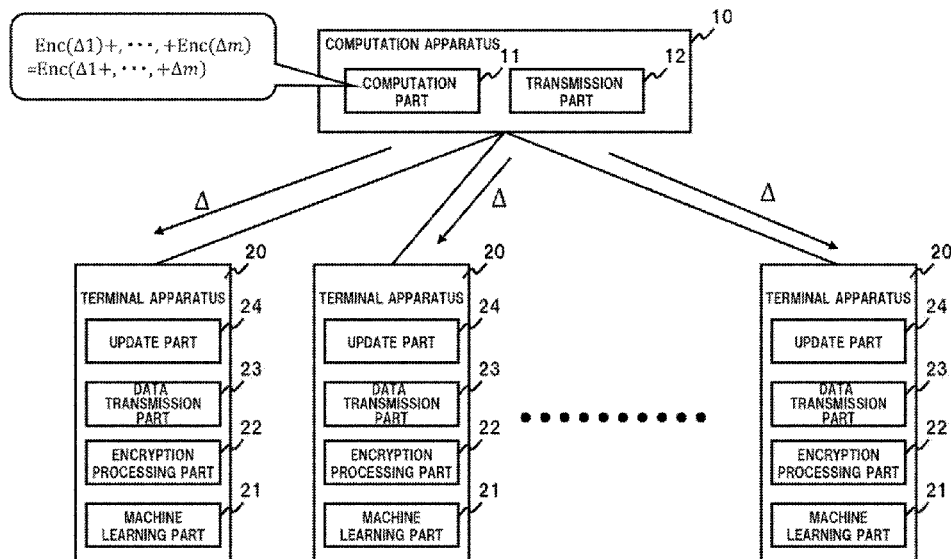 Enc(Δ1)+, ···, +Enc(Δm)
=Enc(Δ1+, ···, +Δm)
10
COMPUTATION APPARATUS
11
12
COMPUTATION
PART
TRANSMISSION
PART
Δ
Δ
Δ
20
20
20
TERMINAL APPARATUS
TERMINAL APPARATUS
TERMINAL APPARATUS
24
24
24
UPDATE PART
UPDATE PART
UPDATE PART
23
23
23
DATA
TRANSMISSION
PART
DATA
TRANSMISSION
PART
DATA
TRANSMISSION
PART
22
22
22
ENCRYPTION
PROCESSING PART
ENCRYPTION
PROCESSING PART
ENCRYPTION
PROCESSING PART
21
21
21
MACHINE
LEARNING PART
MACHINE
LEARNING PART
MACHINE
LEARNING PART